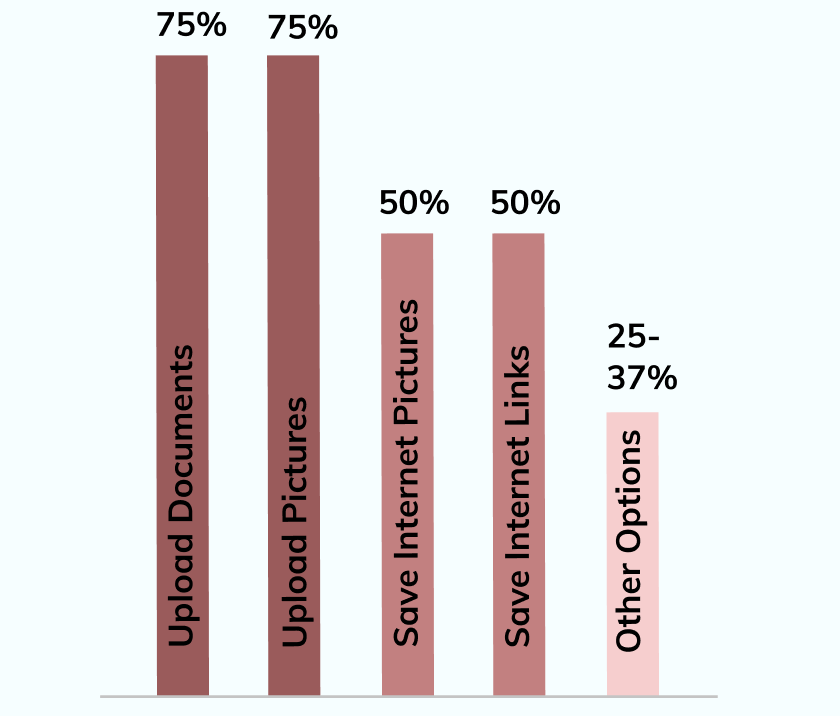 75%
75%
50%
50%
25-
37%
Upload Documents
Upload Pictures
Save Internet Pictures
Save Internet Links
Other Options